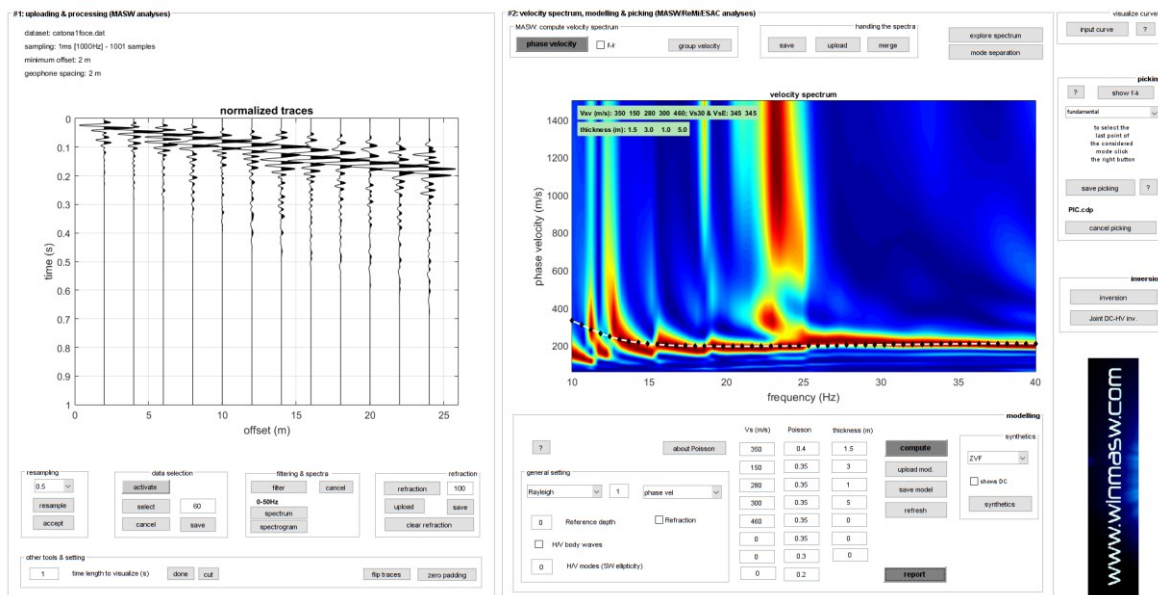 #1: uploading & processing (MASW analyses)
dataset: catona1foce.dat
sampling: 1ms [1000Hz] - 1001 samples
minimum offset: 2 m
geophone spacing: 2 m
normalized traces
0
0.1
0.2
0.3
0.4
0.5
0.6
0.7
0.8
0.9
1
time (s)
0 5 10 15 20 25
offset (m)
resampling
0.5
resample
accept
data selection
activate
select 60
cancel save
filtering & spectra
filter cancel
0-50Hz
spectrum
spectrogram
refraction
refraction 100
upload save
clear refraction
other tools & setting
1 time length to visualize (s) done cut flip traces zero padding
#2: velocity spectrum, modelling & picking (MASW/ReMi/ESAC analyses)
MASW: compute velocity spectrum
phase velocity f-v group velocity
handling the spectra
save upload merge
explore spectrum
mode separation
velocity spectrum
Vsv (m/s): 350 150 280 300 460; Vs30 & VsE: 345 345
thickness (m): 1.5 3.0 1.0 5.0
1400
1200
1000
800
600
400
200
phase velocity (m/s)
10 15 20 25 30 35 40
frequency (Hz)
modelling
? about Poisson
general setting
Rayleigh 1 phase vel
0 Reference depth Refraction
H/V body waves
0 H/V modes (SW ellipticity)
Vs (m/s) Poisson thickness (m)
350 0.4 1.5
150 0.35 3
280 0.35 1
300 0.35 5
460 0.35 0
0 0.35 0
0 0.3 0
0 0.2
compute
upload mod.
save model
refresh
report
synthetics
ZVF
show DC
synthetics
visualize curve
input curve ?
pickin
? show f-k
fundamental
to select the
last point of
the considered
mode click
the right button
save picking ?
PIC.cdp
cancel picking
inversio
inversion
Joint DC-HV inv.
www.winmasw.com